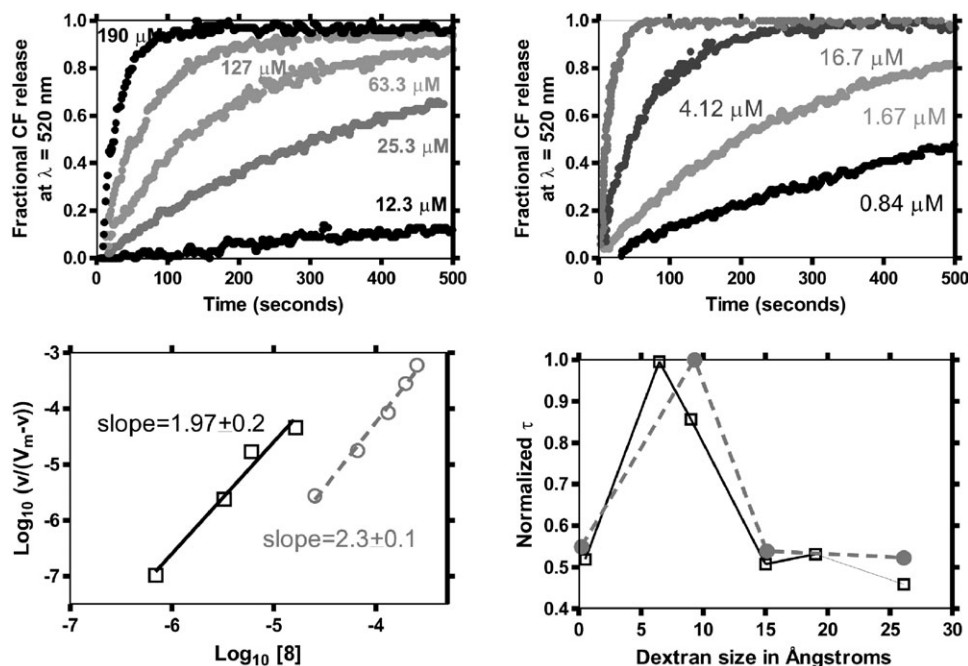 1.0
0.8
0.6
0.4
0.2
0.0
Fractional CF release
at λ = 520 nm
190 μM
127 μM
63.3 μM
25.3 μM
12.3 μM
0 100 200 300 400 500
Time (seconds)
1.0
0.8
0.6
0.4
0.2
0.0
Fractional CF release
at λ = 520 nm
16.7 μM
4.12 μM
1.67 μM
0.84 μM
0 100 200 300 400 500
Time (seconds)
-3
-4
-5
-6
-7
Log10 (v/(Vm-v))
slope=1.97±0.2
slope=2.3±0.1
-7 -6 -5 -4
Log10 [8]
1.0
0.9
0.8
0.7
0.6
0.5
0.4
Normalized τ
0 5 10 15 20 25 30
Dextran size in Ångstroms